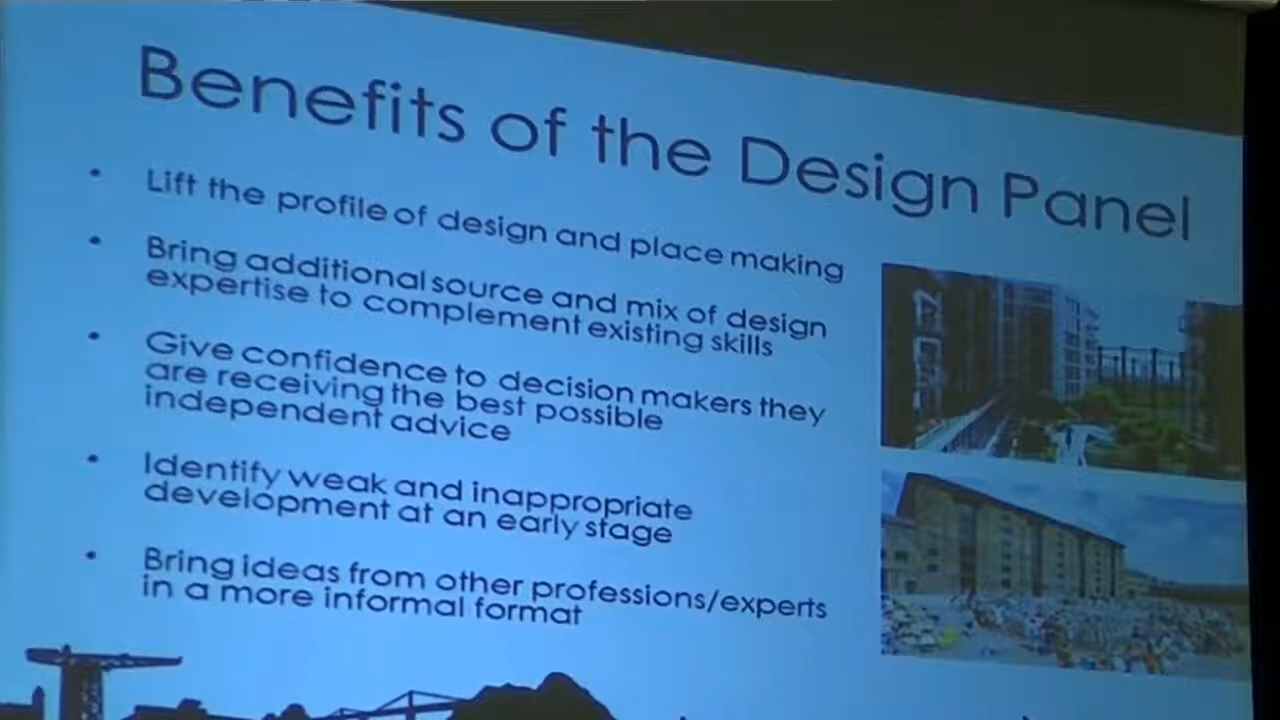 Benefits of the Design Panel
• Lift the profile of design and place making
• Bring additional source and mix of design
expertise to complement existing skills
• Give confidence to decision makers they
are receiving the best possible
independent advice
• Identify weak and inappropriate
development at an early stage
• Bring ideas from other professions/experts
in a more informal format